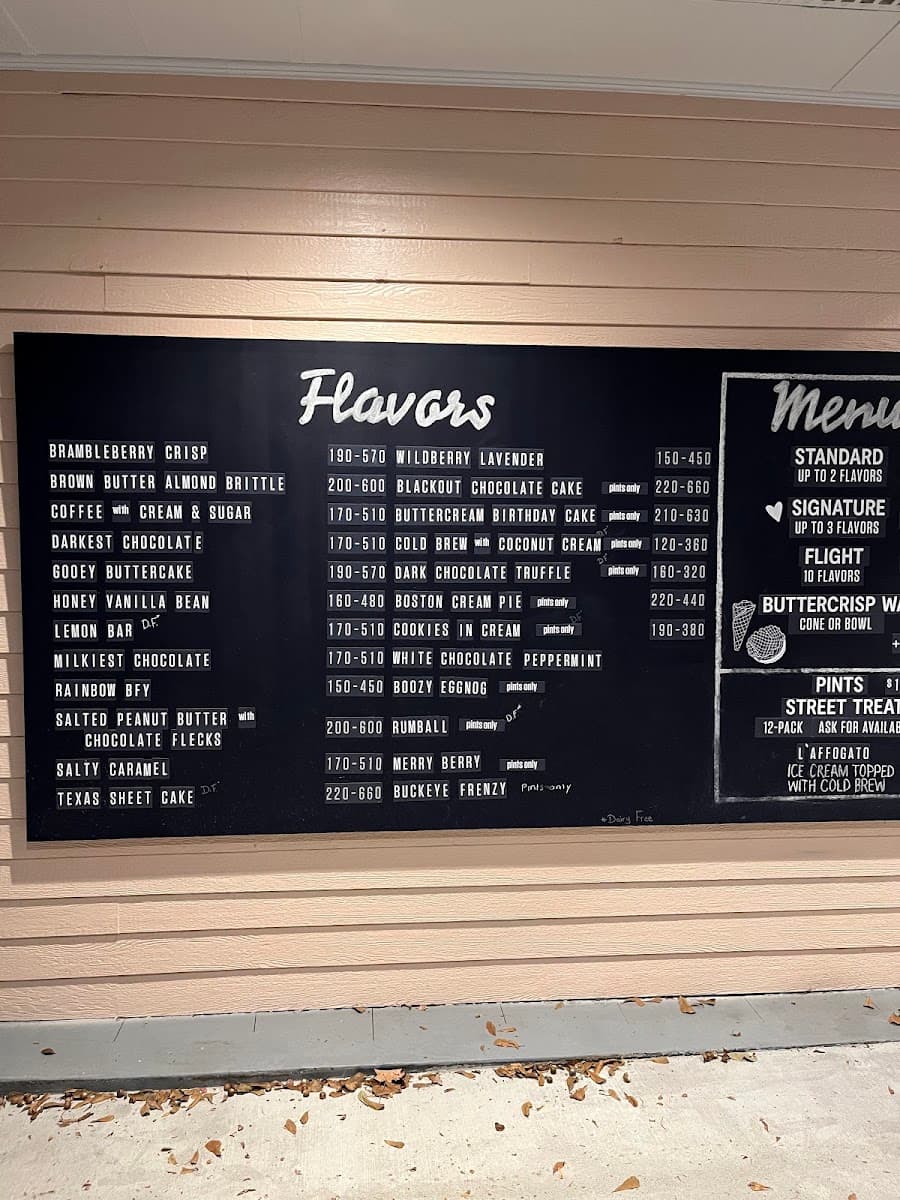 Flavors
BRAMBLEBERRY CRISP 190-570
BROWN BUTTER ALMOND BRITTLE 200-600
COFFEE with CREAM & SUGAR 170-510
DARKEST CHOCOLATE 170-510
GOOEY BUTTERCAKE 190-570
HONEY VANILLA BEAN 160-480
LEMON BAR D.F. 170-510
MILKIEST CHOCOLATE 170-510
RAINBOW BFY 150-450
SALTED PEANUT BUTTER with
CHOCOLATE FLECKS 200-600
SALTY CARAMEL 170-510
TEXAS SHEET CAKE D.F. 220-660
WILDBERRY LAVENDER 150-450
BLACKOUT CHOCOLATE CAKE pints only 220-660
BUTTERCREAM BIRTHDAY CAKE pints only 210-630
COLD BREW with COCONUT CREAM pints only 120-360
DARK CHOCOLATE TRUFFLE pints only 160-320
BOSTON CREAM PIE pints only 220-440
COOKIES IN CREAM pints only 190-380
WHITE CHOCOLATE PEPPERMINT
BOOZY EGGNOG pints only
RUMBALL pints only D.F.
MERRY BERRY pints only
BUCKEYE FRENZY Pints only
*Dairy Free
Menu
STANDARD
UP TO 2 FLAVORS
SIGNATURE
UP TO 3 FLAVORS
FLIGHT
10 FLAVORS
BUTTERCRISP WA
CONE OR BOWL
+
PINTS $1
STREET TREAT
12-PACK ASK FOR AVAILAB
L'AFFOGATO
ICE CREAM TOPPED
WITH COLD BREW